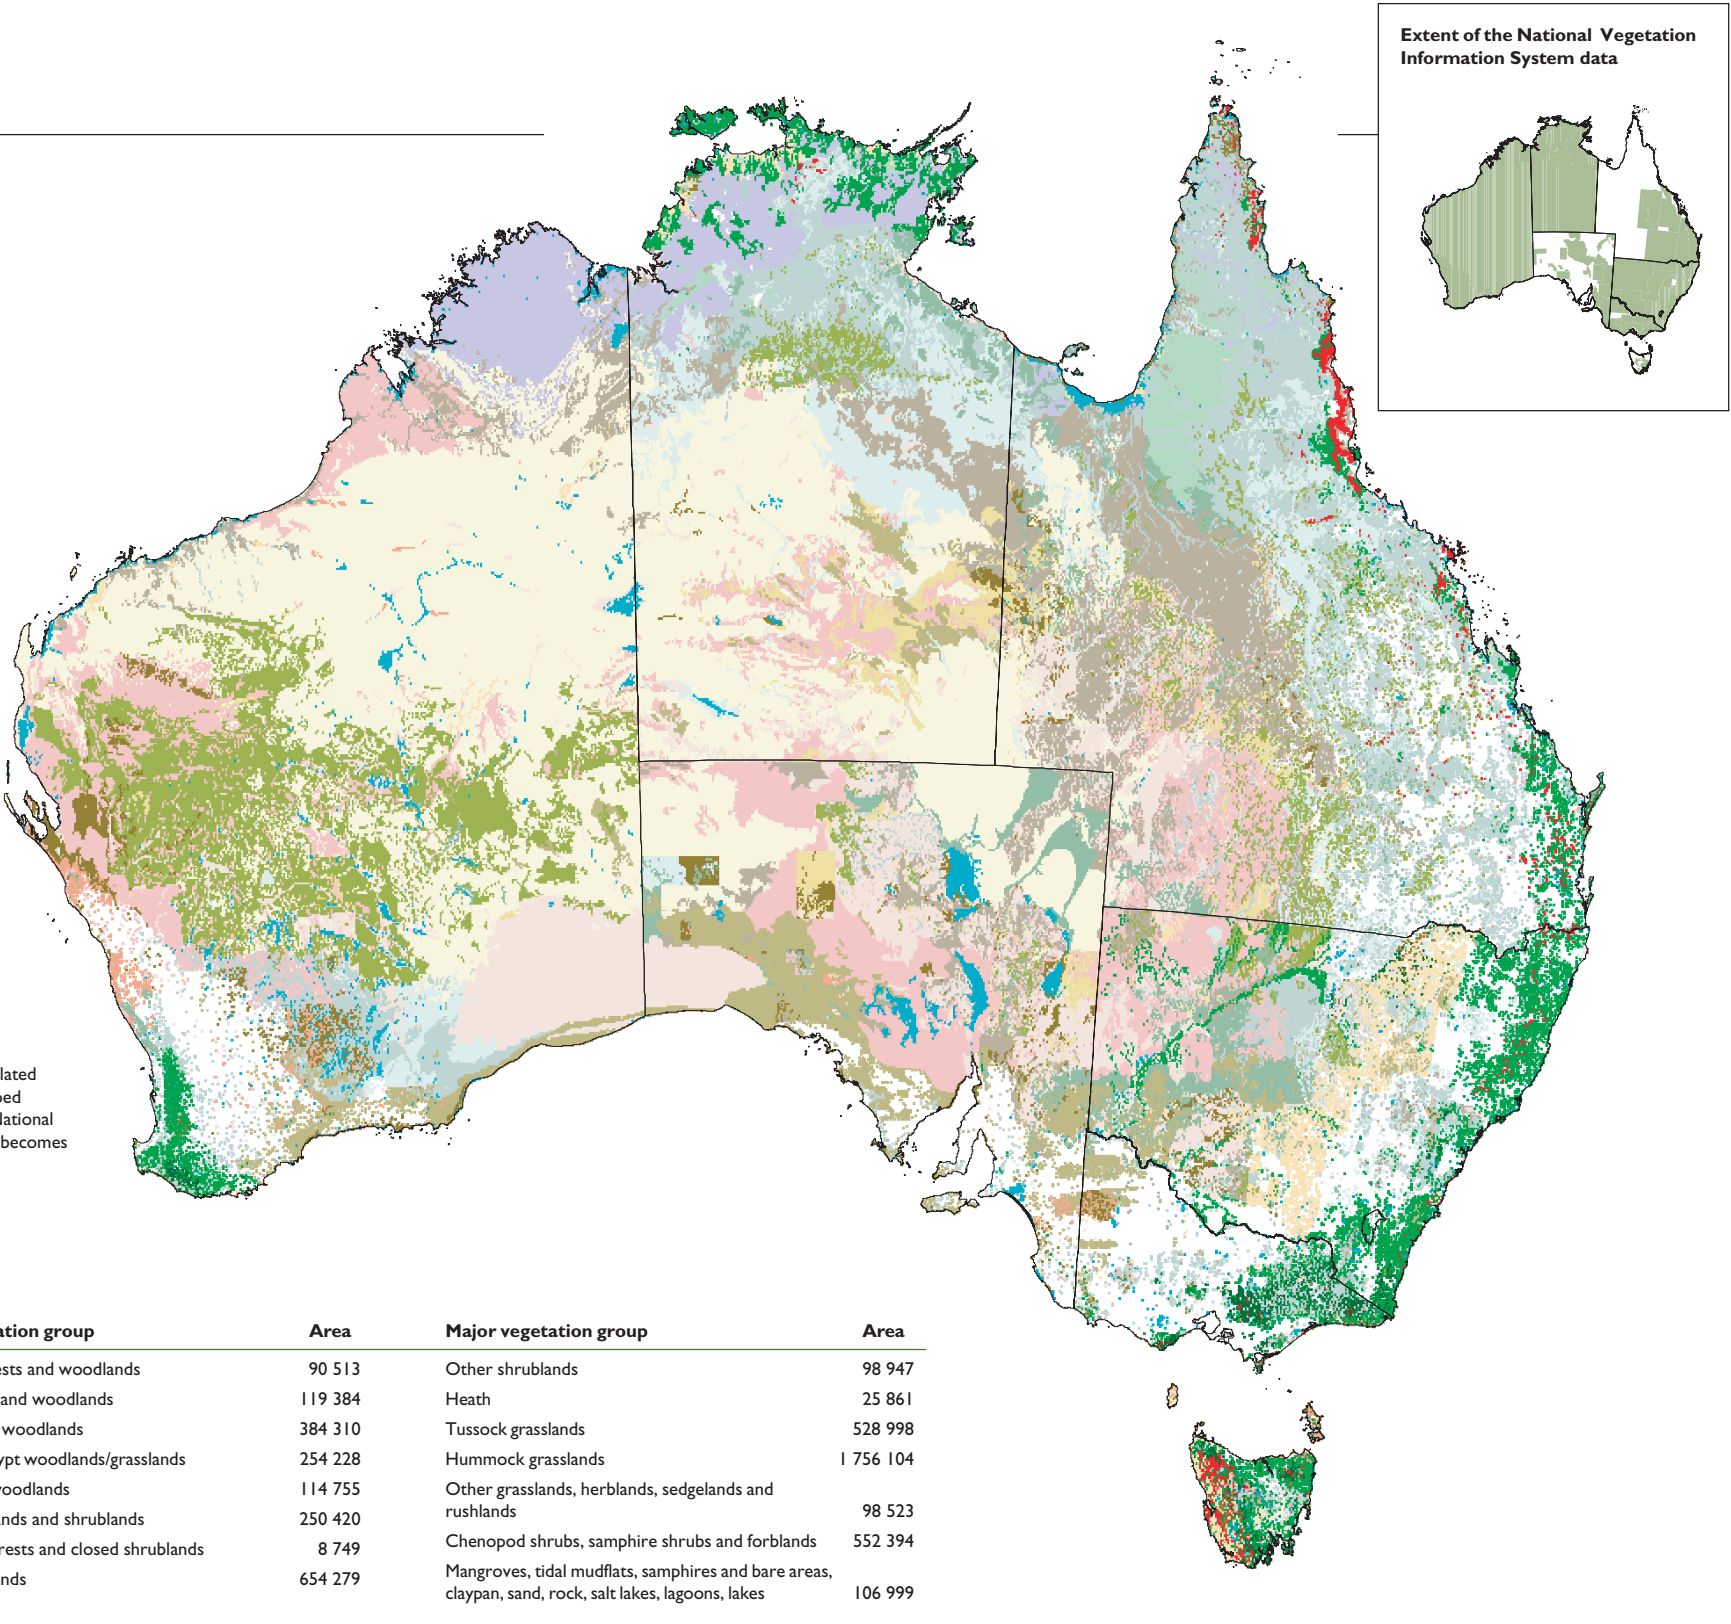 Extent of the National Vegetation
Information System data
lated
bed
lational
becomes
ation group Area
ests and woodlands 90 513
and woodlands 119 384
woodlands 384 310
ypt woodlands/grasslands 254 228
voodlands 114 755
nds and shrublands 250 420
rests and closed shrublands 8 749
nds 654 279
Major vegetation group Area
Other shrublands 98 947
Heath 25 861
Tussock grasslands 528 998
Hummock grasslands 1 756 104
Other grasslands, herblands, sedgelands and
rushlands 98 523
Chenopod shrubs, samphire shrubs and forblands 552 394
Mangroves, tidal mudflats, samphires and bare areas,
claypan, sand, rock, salt lakes, lagoons, lakes 106 999